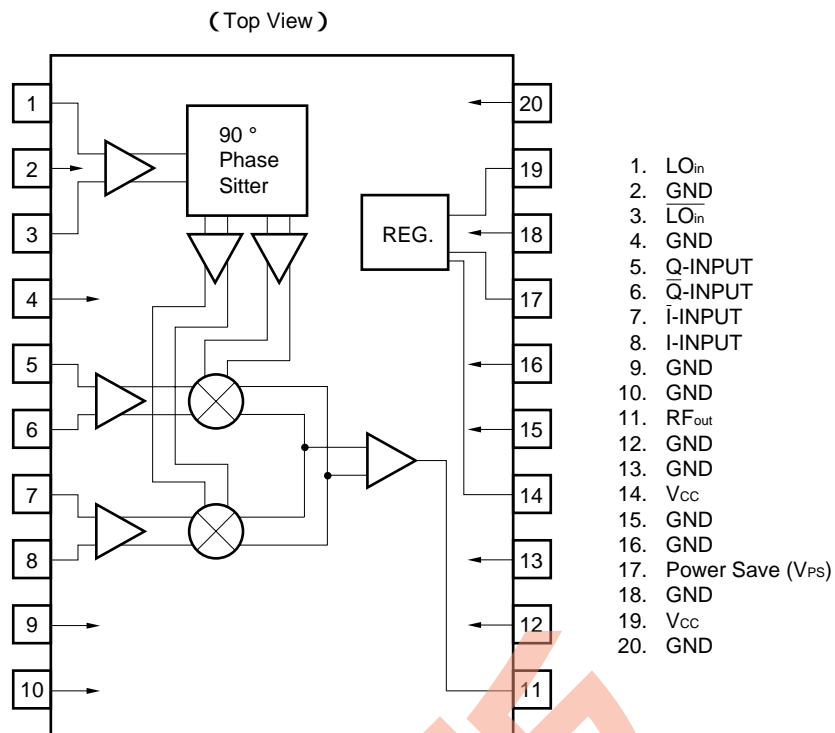 (Top View)
1
2
3
4
5
6
7
8
9
10
90 °
Phase
Sitter
REG.
20
19
18
17
16
15
14
13
12
11
1. LOin
2. GND
3. L̅O̅i̅n̅
4. GND
5. Q-INPUT
6. Q̅-INPUT
7. I̅-INPUT
8. I-INPUT
9. GND
10. GND
11. RFout
12. GND
13. GND
14. VCC
15. GND
16. GND
17. Power Save (VPS)
18. GND
19. VCC
20. GND